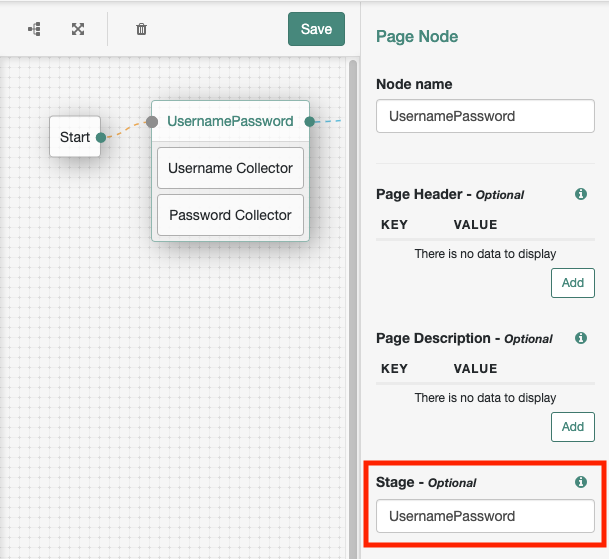 Save
Start
UsernamePassword
Username Collector
Password Collector
Page Node
Node name
UsernamePassword
Page Header - Optional
KEY VALUE
There is no data to display
Add
Page Description - Optional
KEY VALUE
There is no data to display
Add
Stage - Optional
UsernamePassword